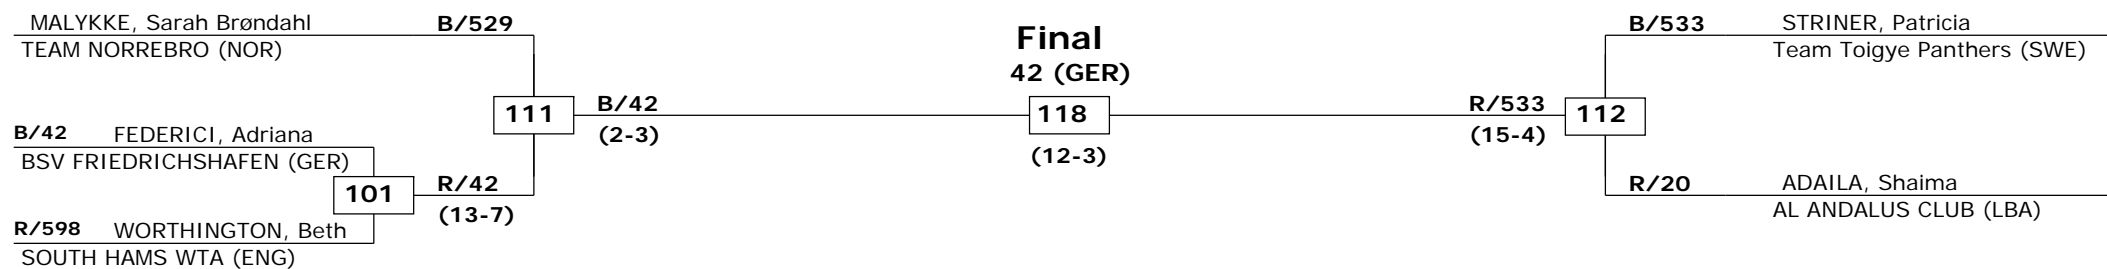 MALYKKE, Sarah Brøndahl
B/529
TEAM NORREBRO (NOR)
B/42 FEDERICI, Adriana
BSV FRIEDRICHSHAFEN (GER)
R/598 WORTHINGTON, Beth
SOUTH HAMS WTA (ENG)
101
R/42
(13-7)
111
B/42
(2-3)
Final
42 (GER)
118
(12-3)
R/533
(15-4)
112
B/533
STRINER, Patricia
Team Toigye Panthers (SWE)
R/20
ADAILA, Shaima
AL ANDALUS CLUB (LBA)